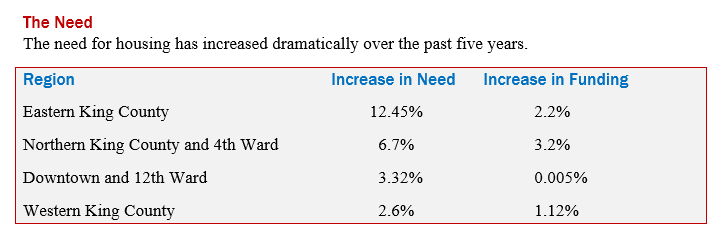 The Need
The need for housing has increased dramatically over the past five years.
Region Increase in Need Increase in Funding
Eastern King County 12.45% 2.2%
Northern King County and 4th Ward 6.7% 3.2%
Downtown and 12th Ward 3.32% 0.005%
Western King County 2.6% 1.12%